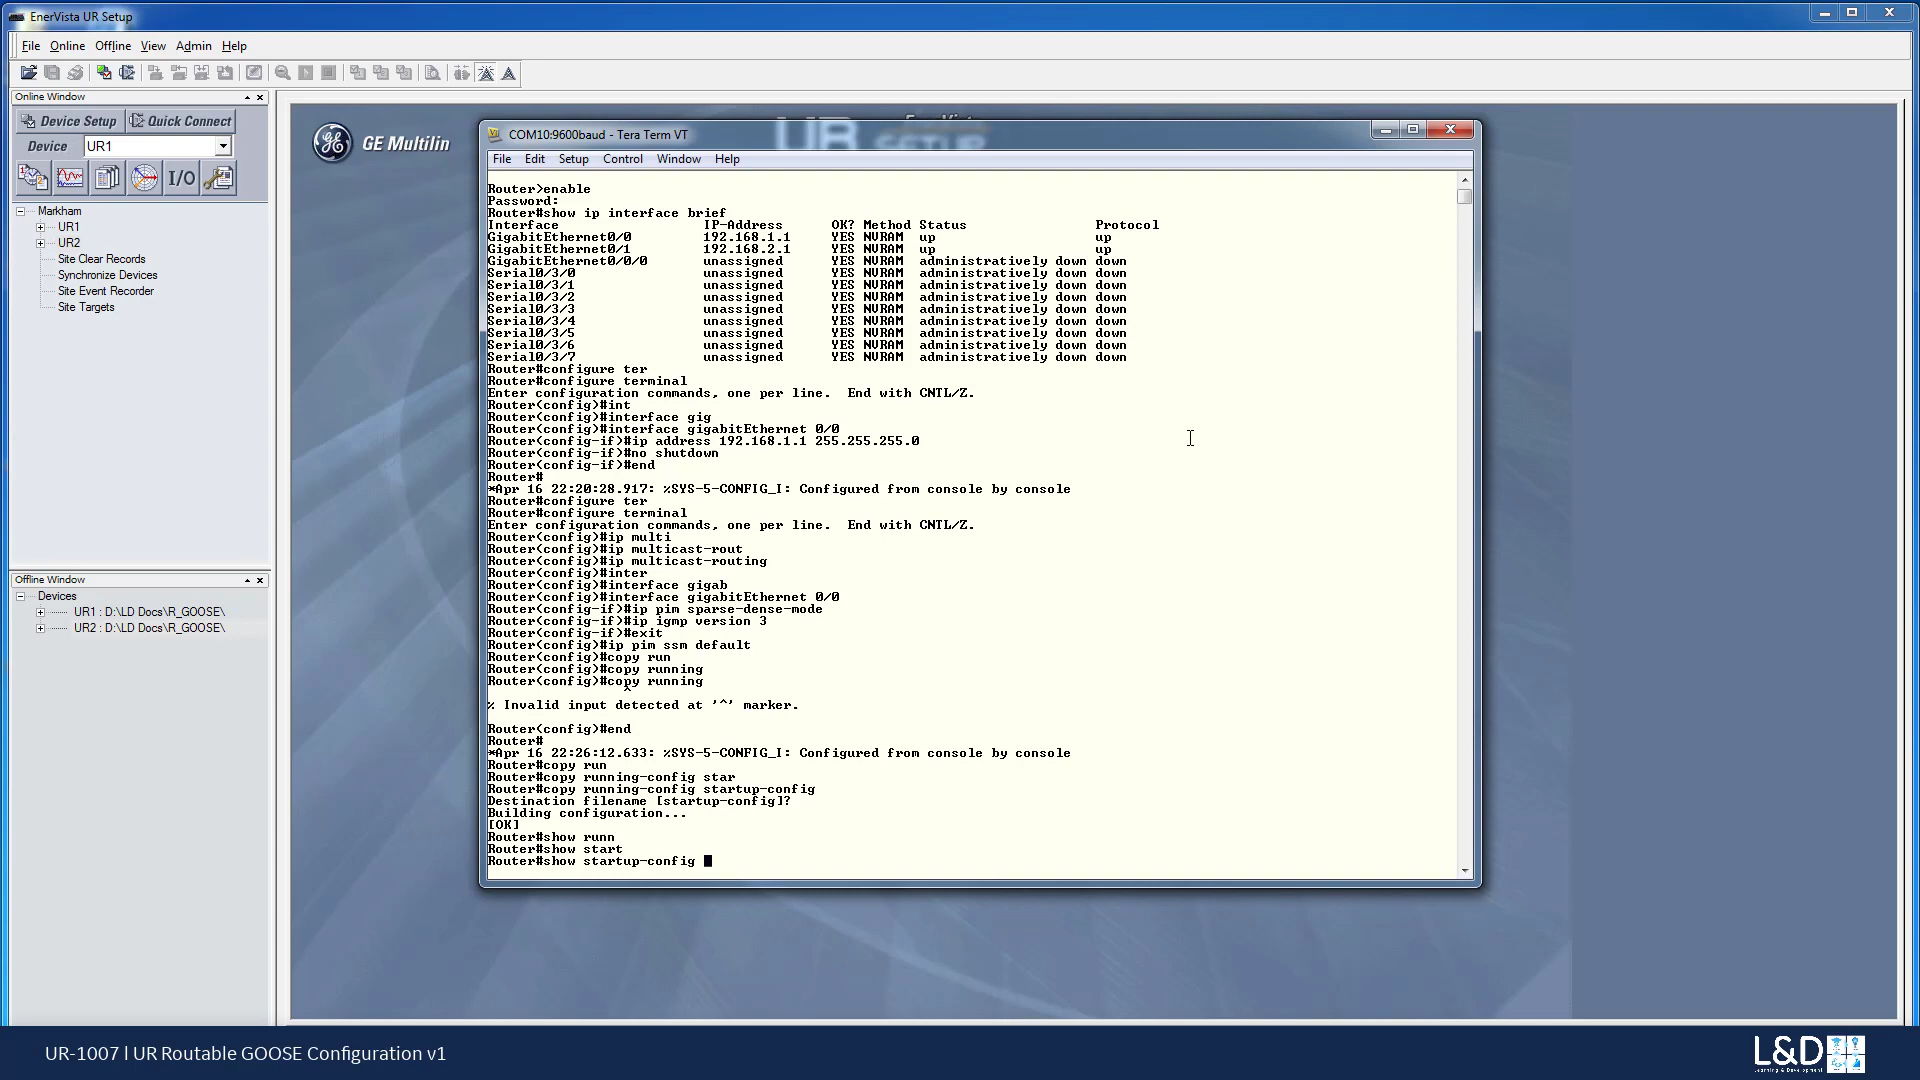 EnerVista UR Setup
File Online Offline View Admin Help
Online Window
Device Setup Quick Connect
Device UR1
I/O
Markham
UR1
UR2
Site Clear Records
Synchronize Devices
Site Event Recorder
Site Targets
Offline Window
Devices
UR1 : D:\LD Docs\R_GOOSE\
UR2 : D:\LD Docs\R_GOOSE\
GE Multilin
UR
SETUP
COM10:9600baud - Tera Term VT
File Edit Setup Control Window Help
Router>enable
Password:
Router#show ip interface brief
Interface IP-Address OK? Method Status Protocol
GigabitEthernet0/0 192.168.1.1 YES NVRAM up up
GigabitEthernet0/1 192.168.2.1 YES NVRAM up up
GigabitEthernet0/0/0 unassigned YES NVRAM administratively down down
Serial0/3/0 unassigned YES NVRAM administratively down down
Serial0/3/1 unassigned YES NVRAM administratively down down
Serial0/3/2 unassigned YES NVRAM administratively down down
Serial0/3/3 unassigned YES NVRAM administratively down down
Serial0/3/4 unassigned YES NVRAM administratively down down
Serial0/3/5 unassigned YES NVRAM administratively down down
Serial0/3/6 unassigned YES NVRAM administratively down down
Serial0/3/7 unassigned YES NVRAM administratively down down
Router#configure ter
Router#configure terminal
Enter configuration commands, one per line. End with CNTL/Z.
Router(config)#int
Router(config)#interface gig
Router(config)#interface gigabitEthernet 0/0
Router(config-if)#ip address 192.168.1.1 255.255.255.0
Router(config-if)#no shutdown
Router(config-if)#end
Router#
*Apr 16 22:20:28.917: %SYS-5-CONFIG_I: Configured from console by console
Router#configure ter
Router#configure terminal
Enter configuration commands, one per line. End with CNTL/Z.
Router(config)#ip multi
Router(config)#ip multicast-rout
Router(config)#ip multicast-routing
Router(config)#inter
Router(config)#interface gigab
Router(config)#interface gigabitEthernet 0/0
Router(config-if)#ip pim sparse-dense-mode
Router(config-if)#ip igmp version 3
Router(config-if)#exit
Router(config)#ip pim ssm default
Router(config)#copy run
Router(config)#copy running
Router(config)#copy running
^
% Invalid input detected at '^' marker.
Router(config)#end
Router#
*Apr 16 22:26:12.633: %SYS-5-CONFIG_I: Configured from console by console
Router#copy run
Router#copy running-config star
Router#copy running-config startup-config
Destination filename [startup-config]?
Building configuration...
[OK]
Router#show runn
Router#show start
Router#show startup-config
UR-1007 l UR Routable GOOSE Configuration v1
L&D
Learning & Development